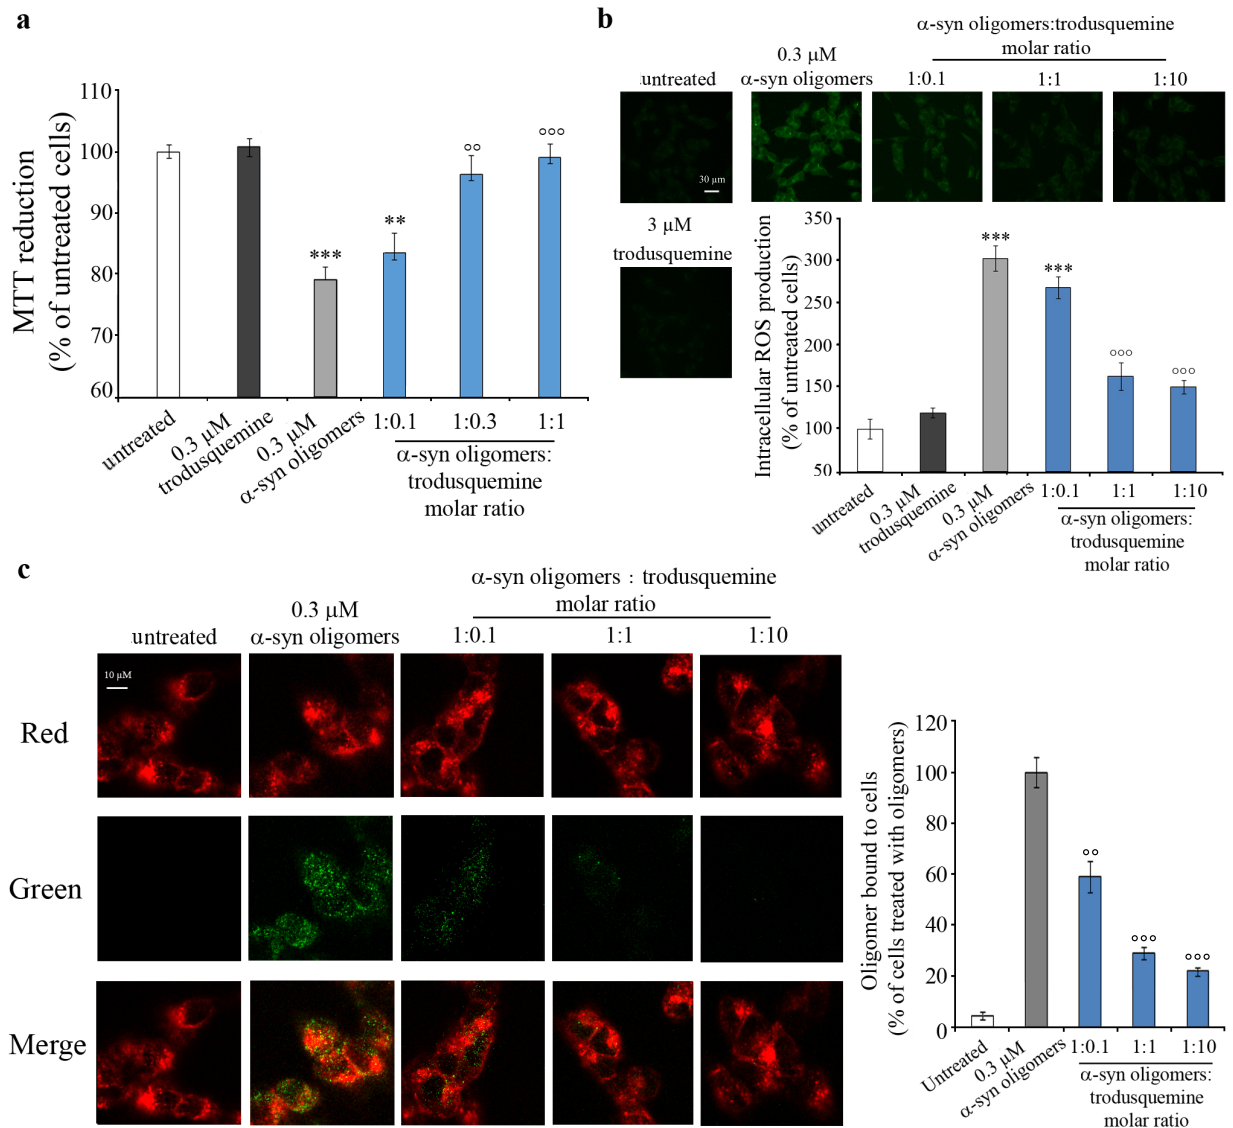 a
MTT reduction
(% of untreated cells)
110
100
90
80
70
60
***
**
°°
°°°
untreated
0.3 µM
trodusquemine
0.3 µM
α-syn oligomers
1:0.1
1:0.3
1:1
α-syn oligomers:
trodusquemine
molar ratio
b
α-syn oligomers:trodusquemine
molar ratio
untreated
0.3 µM
α-syn oligomers
1:0.1
1:1
1:10
30 µm
3 µM
trodusquemine
Intracellular ROS production
(% of untreated cells)
350
300
250
200
150
100
50
***
***
°°°
°°°
untreated
0.3 µM
trodusquemine
0.3 µM
α-syn oligomers
1:0.1
1:1
1:10
α-syn oligomers:
trodusquemine
molar ratio
c
α-syn oligomers : trodusquemine
molar ratio
untreated
0.3 µM
α-syn oligomers
1:0.1
1:1
1:10
10 µM
Red
Green
Merge
Oligomer bound to cells
(% of cells treated with oligomers)
120
100
80
60
40
20
0
°°
°°°
°°°
Untreated
0.3 µM
α-syn oligomers
1:0.1
1:1
1:10
α-syn oligomers:
trodusquemine
molar ratio